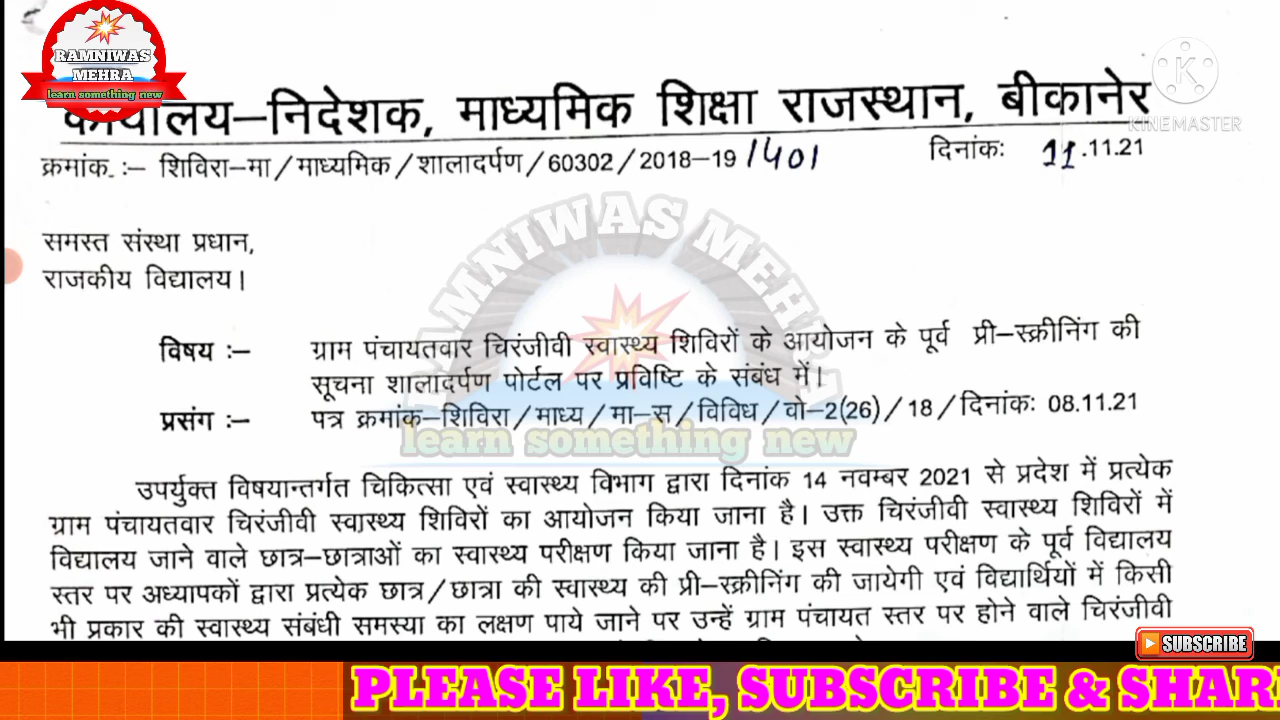 RAMNIWAS
MEHRA
learn something new
KINEMASTER
कार्यालय–निदेशक, माध्यमिक शिक्षा राजस्थान, बीकानेर
क्रमांक.:– शिविरा–मा/माध्यमिक/शालादर्पण/60302/2018–19/401 दिनांकः 11.11.21
समस्त संस्था प्रधान,
राजकीय विद्यालय।
RAMNIWAS MEHRA
विषय :– ग्राम पंचायतवार चिरंजीवी स्वास्थ्य शिविरों के आयोजन के पूर्व प्री–स्क्रीनिंग की
सूचना शालादर्पण पोर्टल पर प्रविष्टि के संबंध में।
प्रसंग :– पत्र क्रमांक–शिविरा/माध्य/मा–स/विविध/वो–2(26)/18/दिनांकः 08.11.21
learn something new
उपर्युक्त विषयान्तर्गत चिकित्सा एवं स्वास्थ्य विभाग द्वारा दिनांक 14 नवम्बर 2021 से प्रदेश में प्रत्येक
ग्राम पंचायतवार चिरंजीवी स्वास्थ्य शिविरों का आयोजन किया जाना है। उक्त चिरंजीवी स्वास्थ्य शिविरों में
विद्यालय जाने वाले छात्र–छात्राओं का स्वास्थ्य परीक्षण किया जाना है। इस स्वास्थ्य परीक्षण के पूर्व विद्यालय
स्तर पर अध्यापकों द्वारा प्रत्येक छात्र/छात्रा की स्वास्थ्य की प्री–स्क्रीनिंग की जायेगी एवं विद्यार्थियों में किसी
भी प्रकार की स्वास्थ्य संबंधी समस्या का लक्षण पाये जाने पर उन्हें ग्राम पंचायत स्तर पर होने वाले चिरंजीवी
SUBSCRIBE
PLEASE LIKE, SUBSCRIBE & SHAR